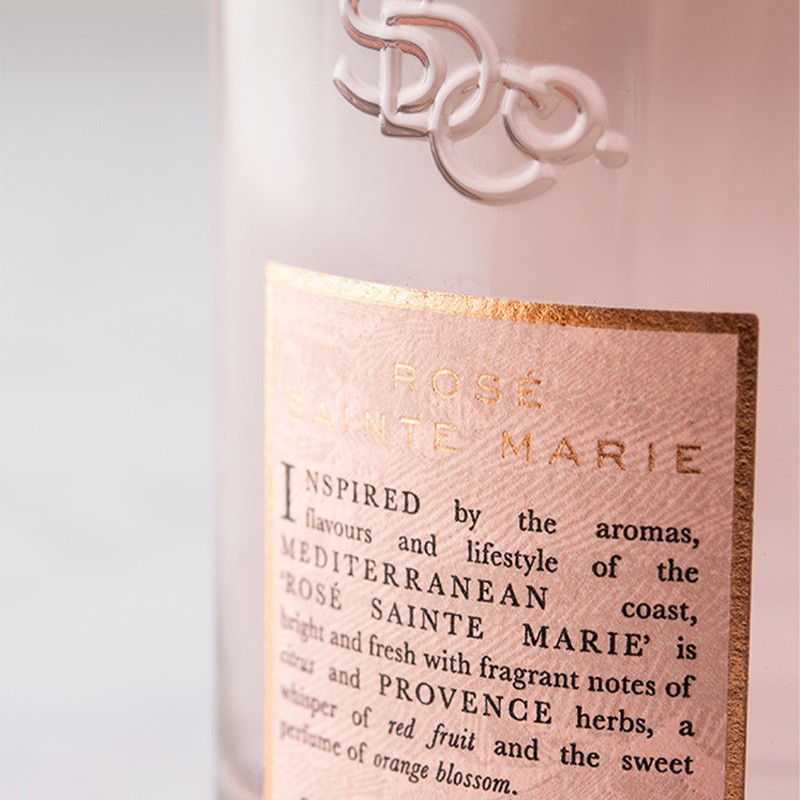 SDCo.
ROSÉ
SAINTE MARIE
INSPIRED by the aromas,
flavours and lifestyle of the
MEDITERRANEAN coast,
'ROSÉ SAINTE MARIE' is
bright and fresh with fragrant notes of
citrus and PROVENCE herbs, a
whisper of red fruit and the sweet
perfume of orange blossom.